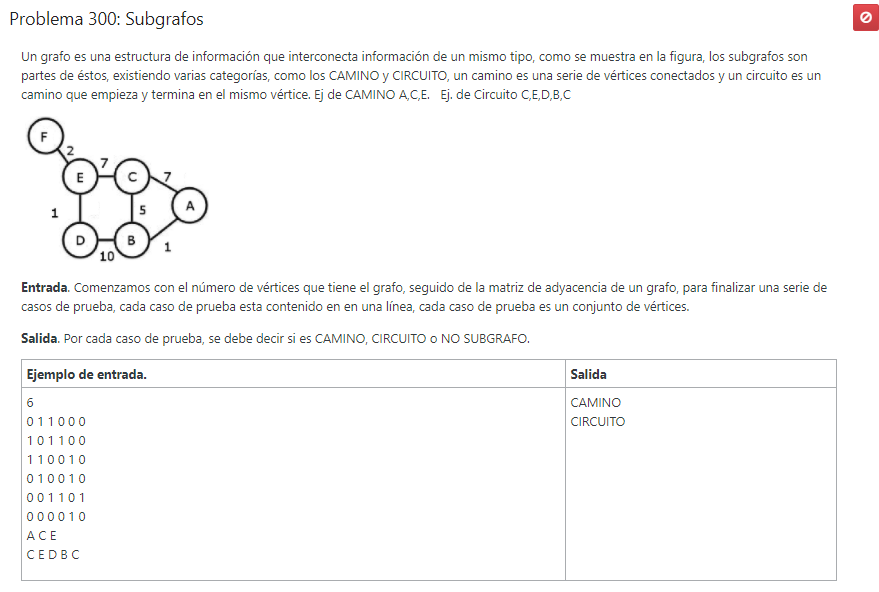 Problema 300: Subgrafos
Un grafo es una estructura de información que interconecta información de un mismo tipo, como se muestra en la figura, los subgrafos son
partes de éstos, existiendo varias categorías, como los CAMINO y CIRCUITO, un camino es una serie de vértices conectados y un circuito es un
camino que empieza y termina en el mismo vértice. Ej de CAMINO A,C,E.   Ej. de Circuito C,E,D,B,C
F
2
7
E
C
7
1
5
A
D
B
1
10
Entrada. Comenzamos con el número de vértices que tiene el grafo, seguido de la matriz de adyacencia de un grafo, para finalizar una serie de
casos de prueba, cada caso de prueba esta contenido en en una línea, cada caso de prueba es un conjunto de vértices.
Salida. Por cada caso de prueba, se debe decir si es CAMINO, CIRCUITO o NO SUBGRAFO.
Ejemplo de entrada.
Salida
6
CAMINO
0 1 1 0 0 0
CIRCUITO
1 0 1 1 0 0
1 1 0 0 1 0
0 1 0 0 1 0
0 0 1 1 0 1
0 0 0 0 1 0
A C E
C E D B C